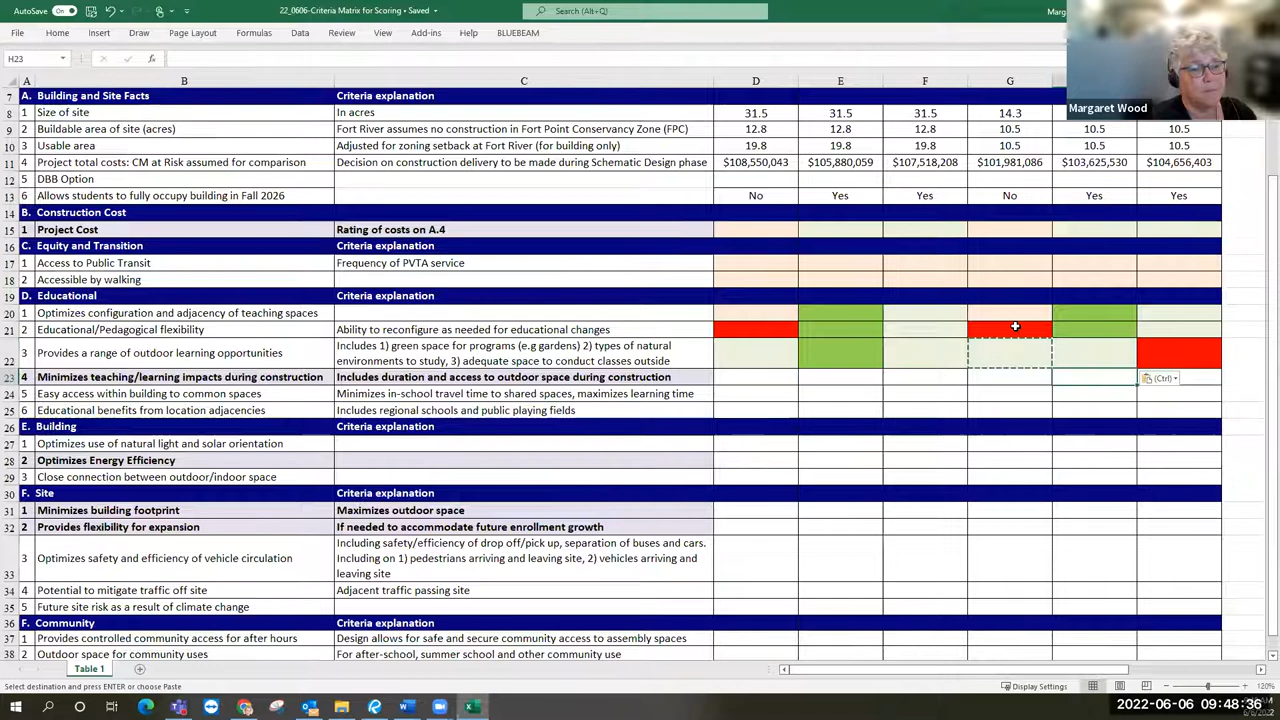 AutoSave On 22_0606-Criteria Matrix for Scoring • Saved Search (Alt+Q)
File Home Insert Draw Page Layout Formulas Data Review View Add-ins Help BLUEBEAM
H23 fx
Margaret Wood
A B C D E F G
7 A. Building and Site Facts Criteria explanation
8 1 Size of site In acres 31.5 31.5 31.5 14.3
9 2 Buildable area of site (acres) Fort River assumes no construction in Fort Point Conservancy Zone (FPC) 12.8 12.8 12.8 10.5 10.5 10.5
10 3 Usable area Adjusted for zoning setback at Fort River (for building only) 19.8 19.8 19.8 10.5 10.5 10.5
11 4 Project total costs: CM at Risk assumed for comparison Decision on construction delivery to be made during Schematic Design phase $108,550,043 $105,880,059 $107,518,208 $101,981,086 $103,625,530 $104,656,403
12 5 DBB Option
13 6 Allows students to fully occupy building in Fall 2026 No Yes Yes No Yes Yes
14 B. Construction Cost
15 1 Project Cost Rating of costs on A.4
16 C. Equity and Transition Criteria explanation
17 1 Access to Public Transit Frequency of PVTA service
18 2 Accessible by walking
19 D. Educational Criteria explanation
20 1 Optimizes configuration and adjacency of teaching spaces
21 2 Educational/Pedagogical flexibility Ability to reconfigure as needed for educational changes
22 3 Provides a range of outdoor learning opportunities Includes 1) green space for programs (e.g gardens) 2) types of natural
environments to study, 3) adequate space to conduct classes outside
23 4 Minimizes teaching/learning impacts during construction Includes duration and access to outdoor space during construction (Ctrl)
24 5 Easy access within building to common spaces Minimizes in-school travel time to shared spaces, maximizes learning time
25 6 Educational benefits from location adjacencies Includes regional schools and public playing fields
26 E. Building Criteria explanation
27 1 Optimizes use of natural light and solar orientation
28 2 Optimizes Energy Efficiency
29 3 Close connection between outdoor/indoor space
30 F. Site Criteria explanation
31 1 Minimizes building footprint Maximizes outdoor space
32 2 Provides flexibility for expansion If needed to accommodate future enrollment growth
33 3 Optimizes safety and efficiency of vehicle circulation Including safety/efficiency of drop off/pick up, separation of buses and cars.
Including on 1) pedestrians arriving and leaving site, 2) vehicles arriving and
leaving site
34 4 Potential to mitigate traffic off site Adjacent traffic passing site
35 5 Future site risk as a result of climate change
36 F. Community Criteria explanation
37 1 Provides controlled community access for after hours Design allows for safe and secure community access to assembly spaces
38 2 Outdoor space for community uses For after-school, summer school and other community use
Table 1
Select destination and press ENTER or choose Paste Display Settings 120%
2022-06-06 09:48:36